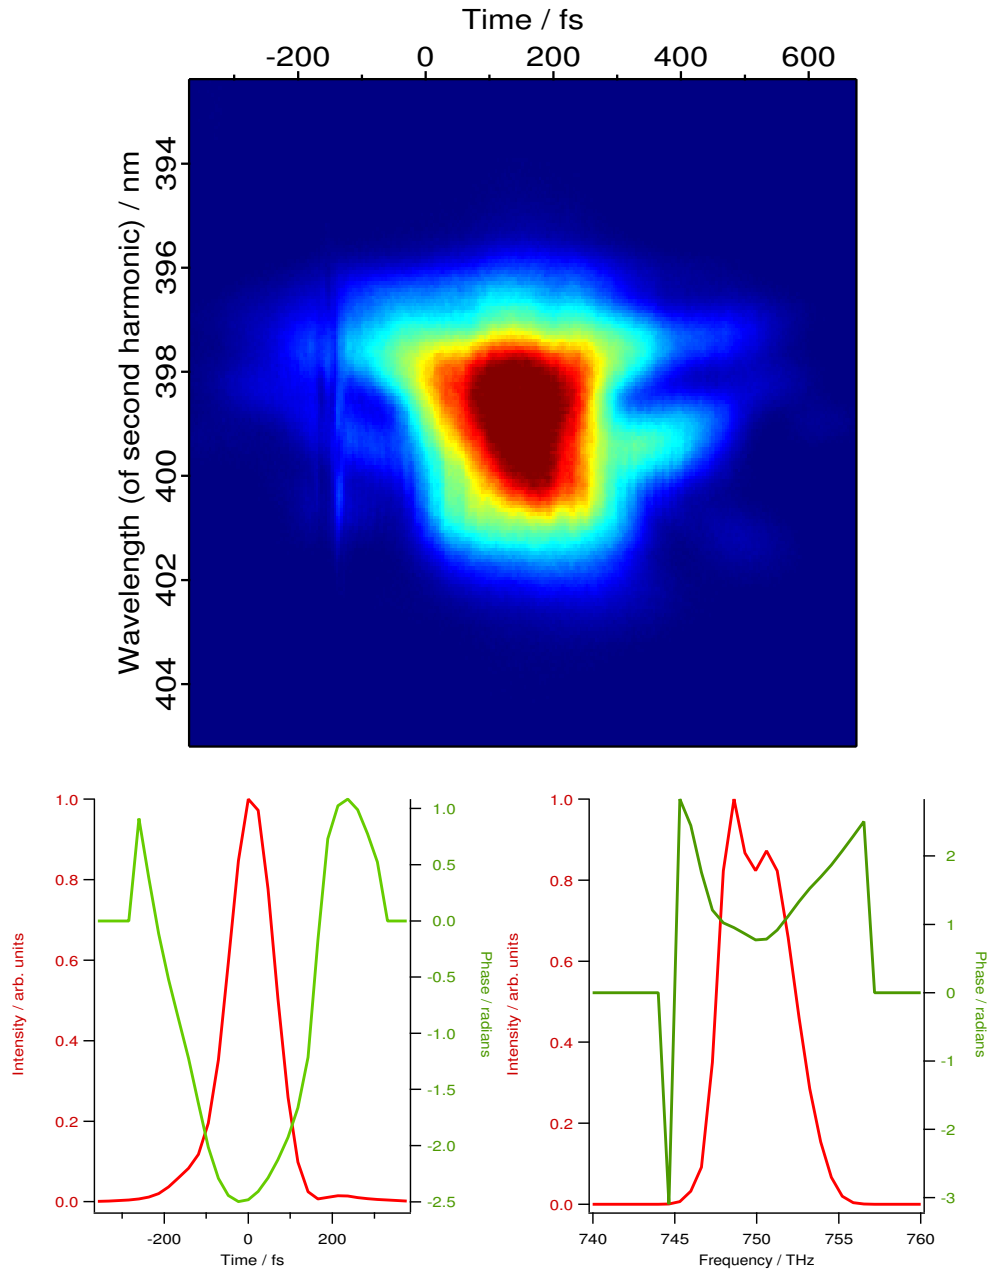 Time / fs
-200 0 200 400 600
Wavelength (of second harmonic) / nm
394
396
398
400
402
404
Intensity / arb. units
1.0
0.8
0.6
0.4
0.2
0.0
1.0
0.5
0.0
-0.5
-1.0
-1.5
-2.0
-2.5
Phase / radians
-200 0 200
Time / fs
Intensity / arb. units
1.0
0.8
0.6
0.4
0.2
0.0
2
1
0
-1
-2
-3
Phase / radians
740 745 750 755 760
Frequency / THz